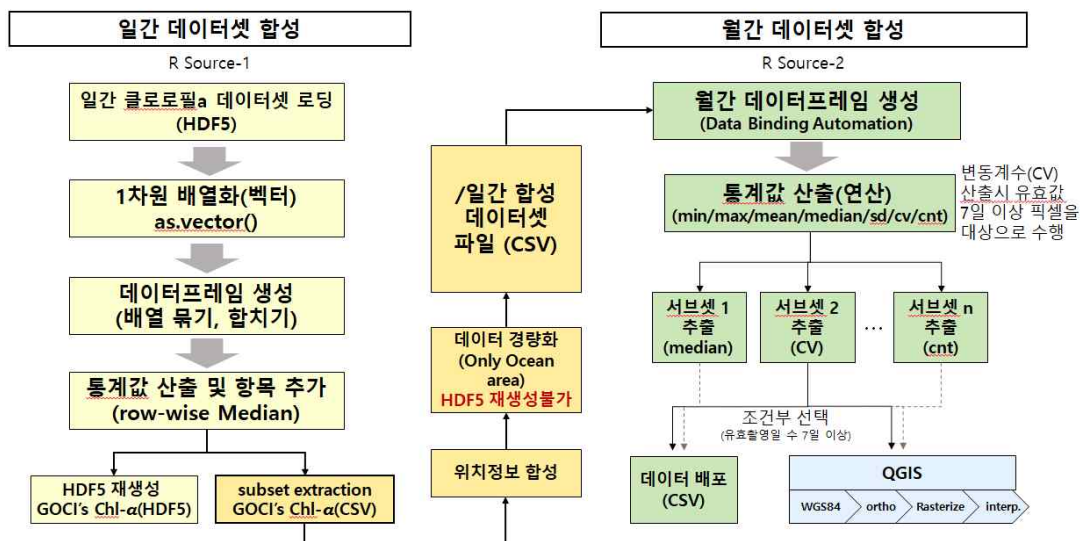 일간 데이터셋 합성
R Source-1
일간 클로로필a 데이터셋 로딩
(HDF5)
1차원 배열화(벡터)
as.vector()
데이터프레임 생성
(배열 묶기, 합치기)
통계값 산출 및 항목 추가
(row-wise Median)
HDF5 재생성
GOCI's Chl-α(HDF5)
subset extraction
GOCI's Chl-α(CSV)
위치정보 합성
데이터 경량화
(Only Ocean
area)
HDF5 재생성불가
/일간 합성
데이터셋
파일 (CSV)
월간 데이터셋 합성
R Source-2
월간 데이터프레임 생성
(Data Binding Automation)
통계값 산출(연산)
(min/max/mean/median/sd/cv/cnt)
변동계수(CV)
산출시 유효값
7일 이상 픽셀을
대상으로 수행
서브셋 1
추출
(median)
서브셋 2
추출
(CV)
...
서브셋 n
추출
(cnt)
조건부 선택
(유효촬영일 수 7일 이상)
데이터 배포
(CSV)
QGIS
WGS84
ortho
Rasterize
interp.